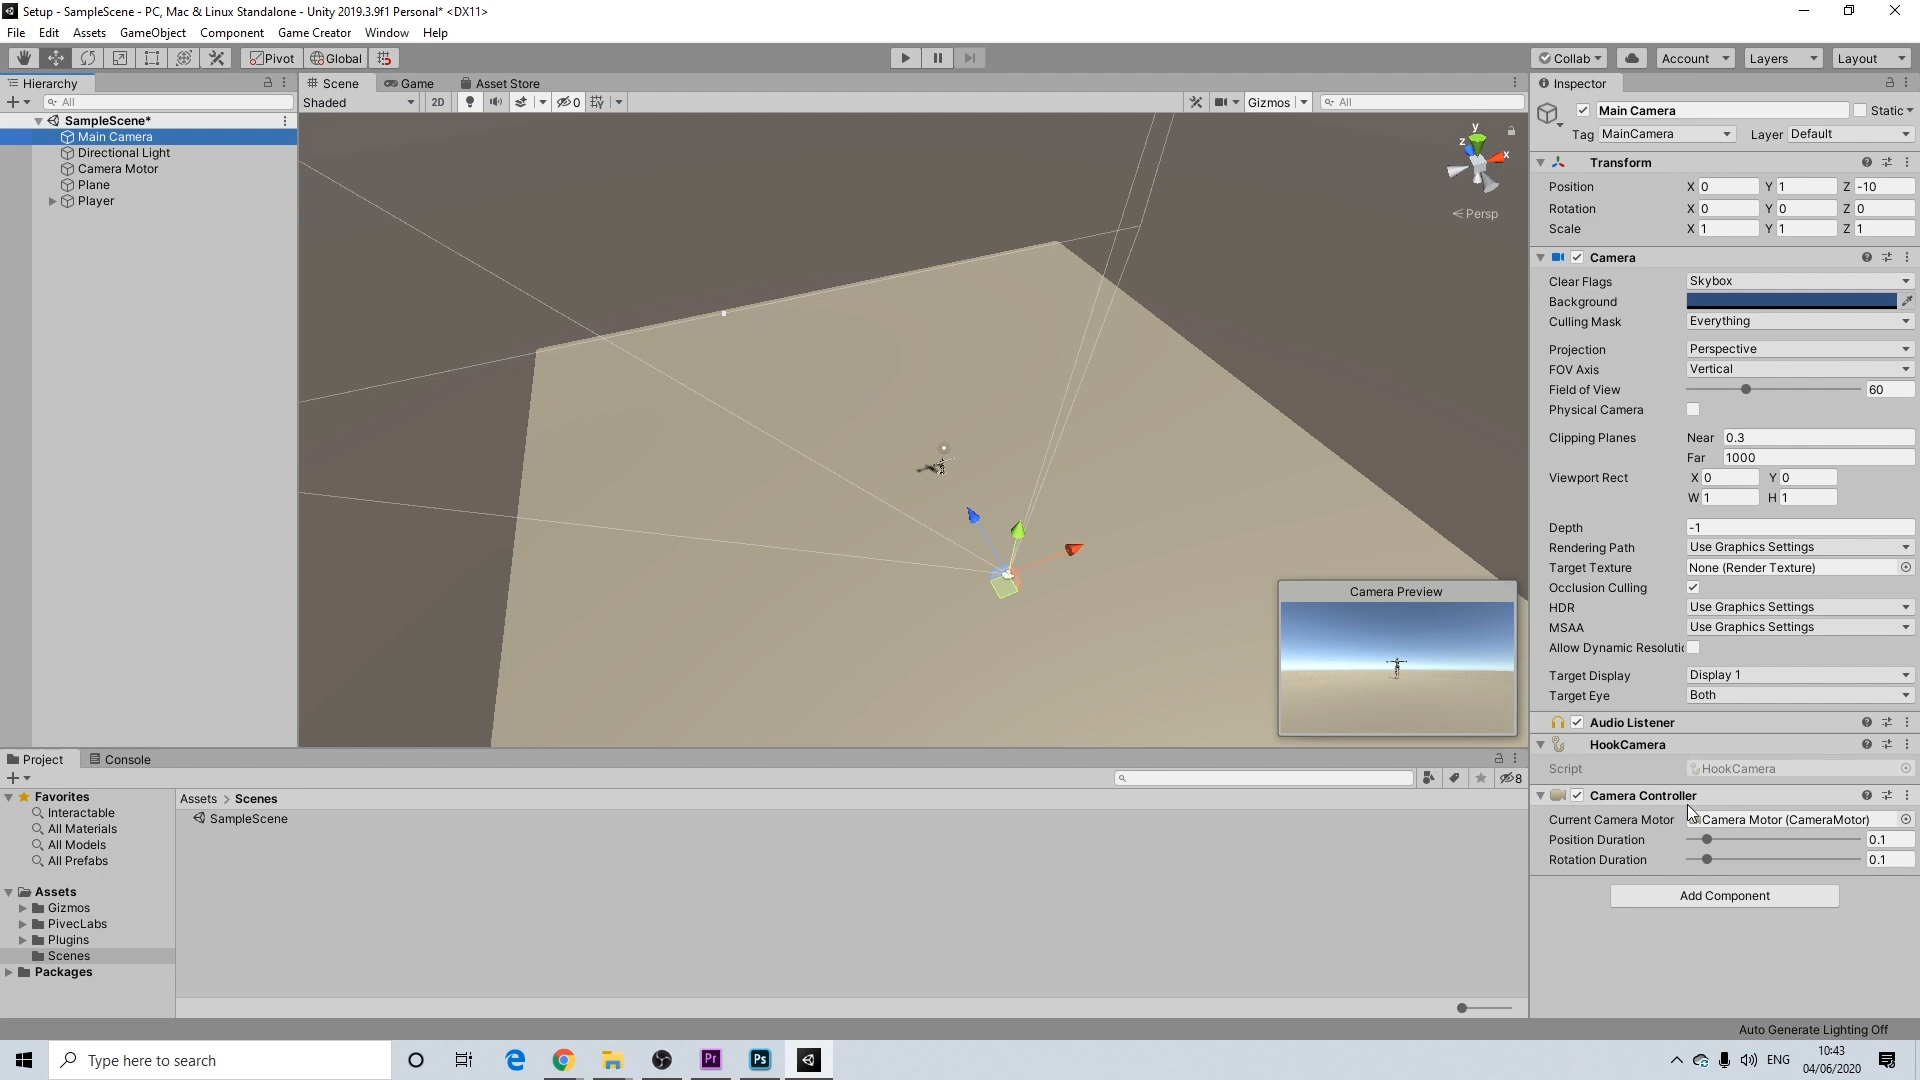 Setup - SampleScene - PC, Mac & Linux Standalone - Unity 2019.3.9f1 Personal* <DX11>
File Edit Assets GameObject Component Game Creator Window Help
Pivot Global Collab Account Layers Layout
Hierarchy
All
SampleScene*
Main Camera
Directional Light
Camera Motor
Plane
Player
Scene Game Asset Store
Shaded 2D 0 Gizmos All
y
z
x
Persp
Camera Preview
Inspector
Main Camera Static
Tag MainCamera Layer Default
Transform
Position X 0 Y 1 Z -10
Rotation X 0 Y 0 Z 0
Scale X 1 Y 1 Z 1
Camera
Clear Flags Skybox
Background
Culling Mask Everything
Projection Perspective
FOV Axis Vertical
Field of View 60
Physical Camera
Clipping Planes Near 0.3
Far 1000
Viewport Rect X 0 Y 0
W 1 H 1
Depth -1
Rendering Path Use Graphics Settings
Target Texture None (Render Texture)
Occlusion Culling
HDR Use Graphics Settings
MSAA Use Graphics Settings
Allow Dynamic Resoluti
Target Display Display 1
Target Eye Both
Audio Listener
HookCamera
Script HookCamera
Camera Controller
Current Camera Motor Camera Motor (CameraMotor)
Position Duration 0.1
Rotation Duration 0.1
Add Component
Project Console
8
Favorites
Interactable
All Materials
All Models
All Prefabs
Assets
Gizmos
PivecLabs
Plugins
Scenes
Packages
Assets > Scenes
SampleScene
Auto Generate Lighting Off
Type here to search
Pr Ps
ENG
10:43
04/06/2020